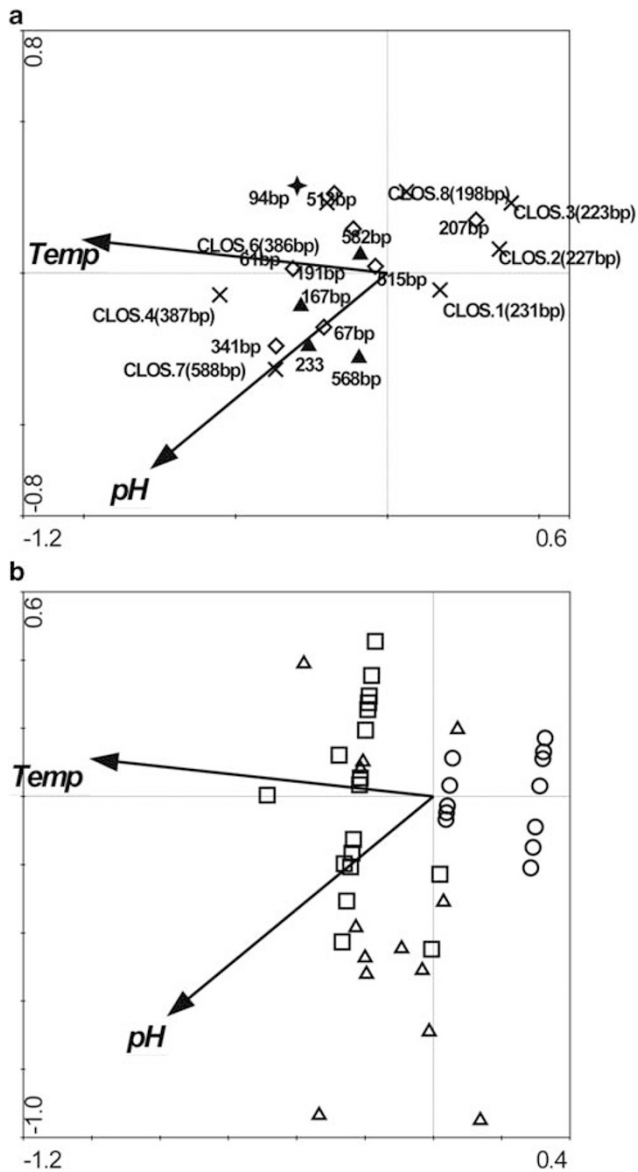 a
0.8
94bp
513bp
CLOS.8(198bp)
CLOS.3(223bp)
582bp
207bp
CLOS.6(386bp)
Temp
61bp
191bp
815bp
CLOS.2(227bp)
CLOS.4(387bp)
167bp
CLOS.1(231bp)
67bp
341bp
CLOS.7(588bp)
233
568bp
pH
-0.8
-1.2
0.6
b
0.6
Temp
pH
-1.0
-1.2
0.4